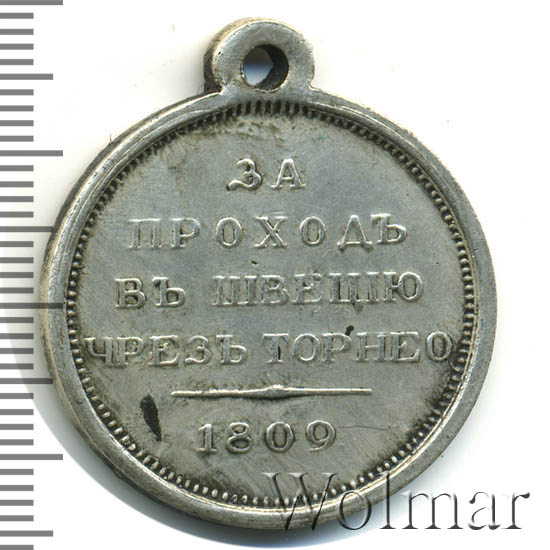 ЗА
ПРОХОДЪ
ВЪ ШВЕЦІЮ
ЧРЕЗЪ ТОРНЕО
1809
Wolmar